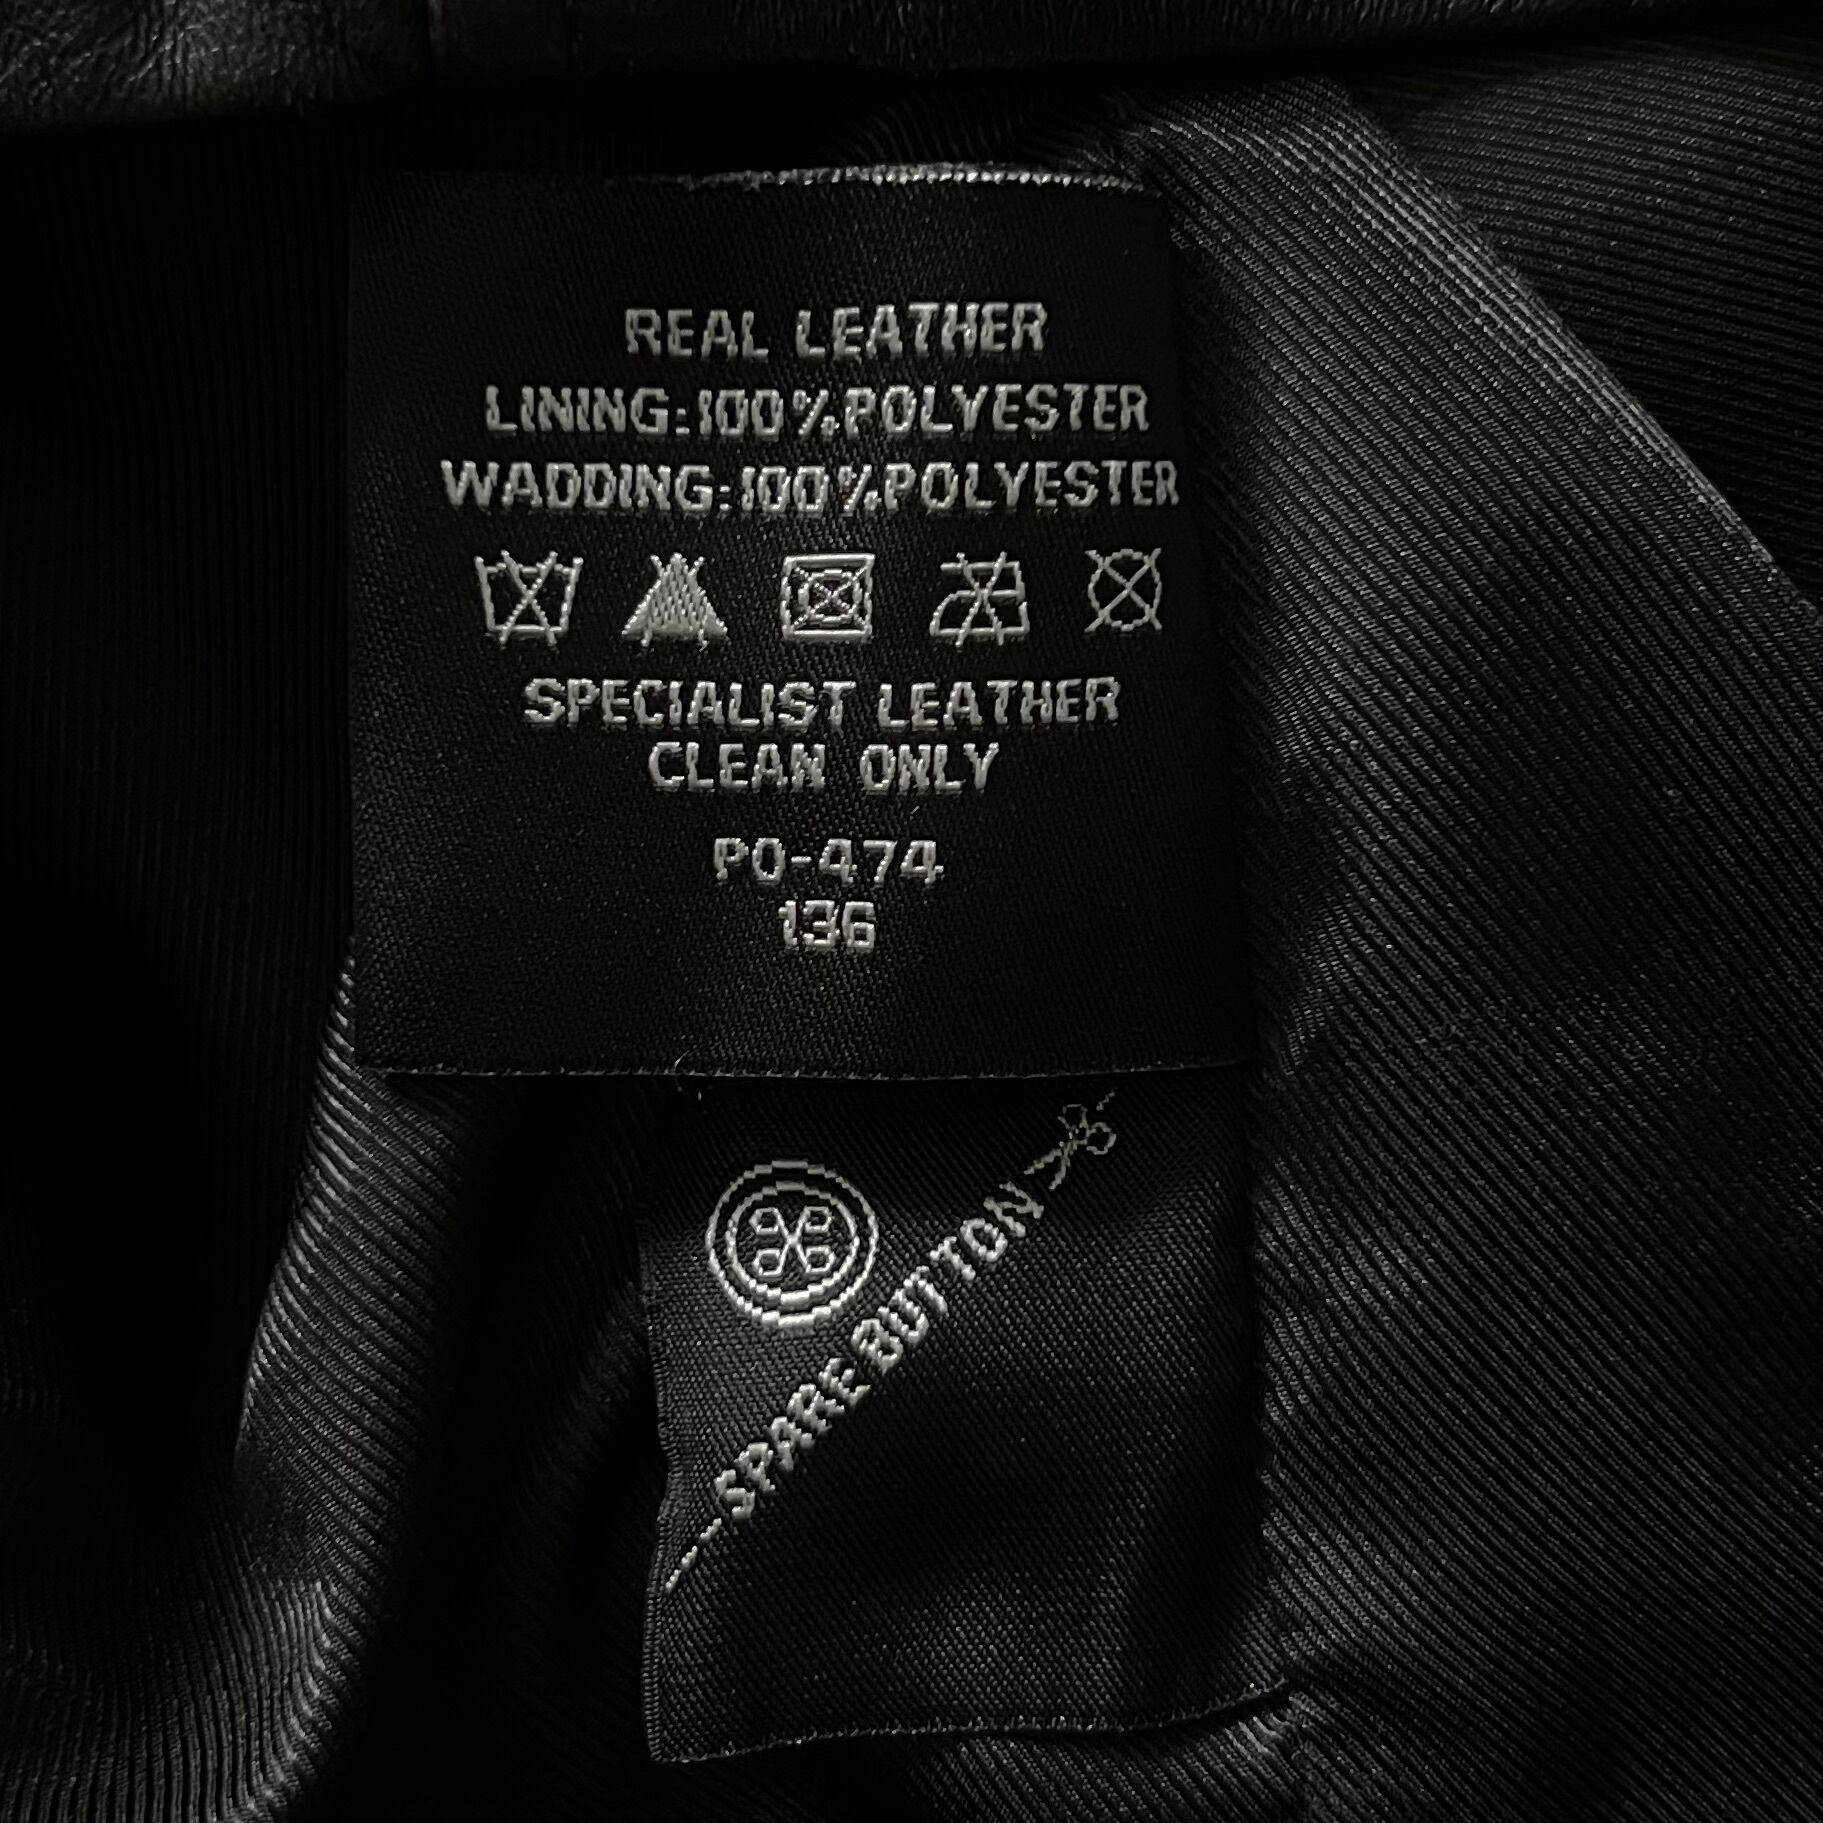 REAL LEATHER
LINING:100%POLYESTER
WADDING:100%POLYESTER
SPECIALIST LEATHER
CLEAN ONLY
PO-474
136
SPARE BUTTON